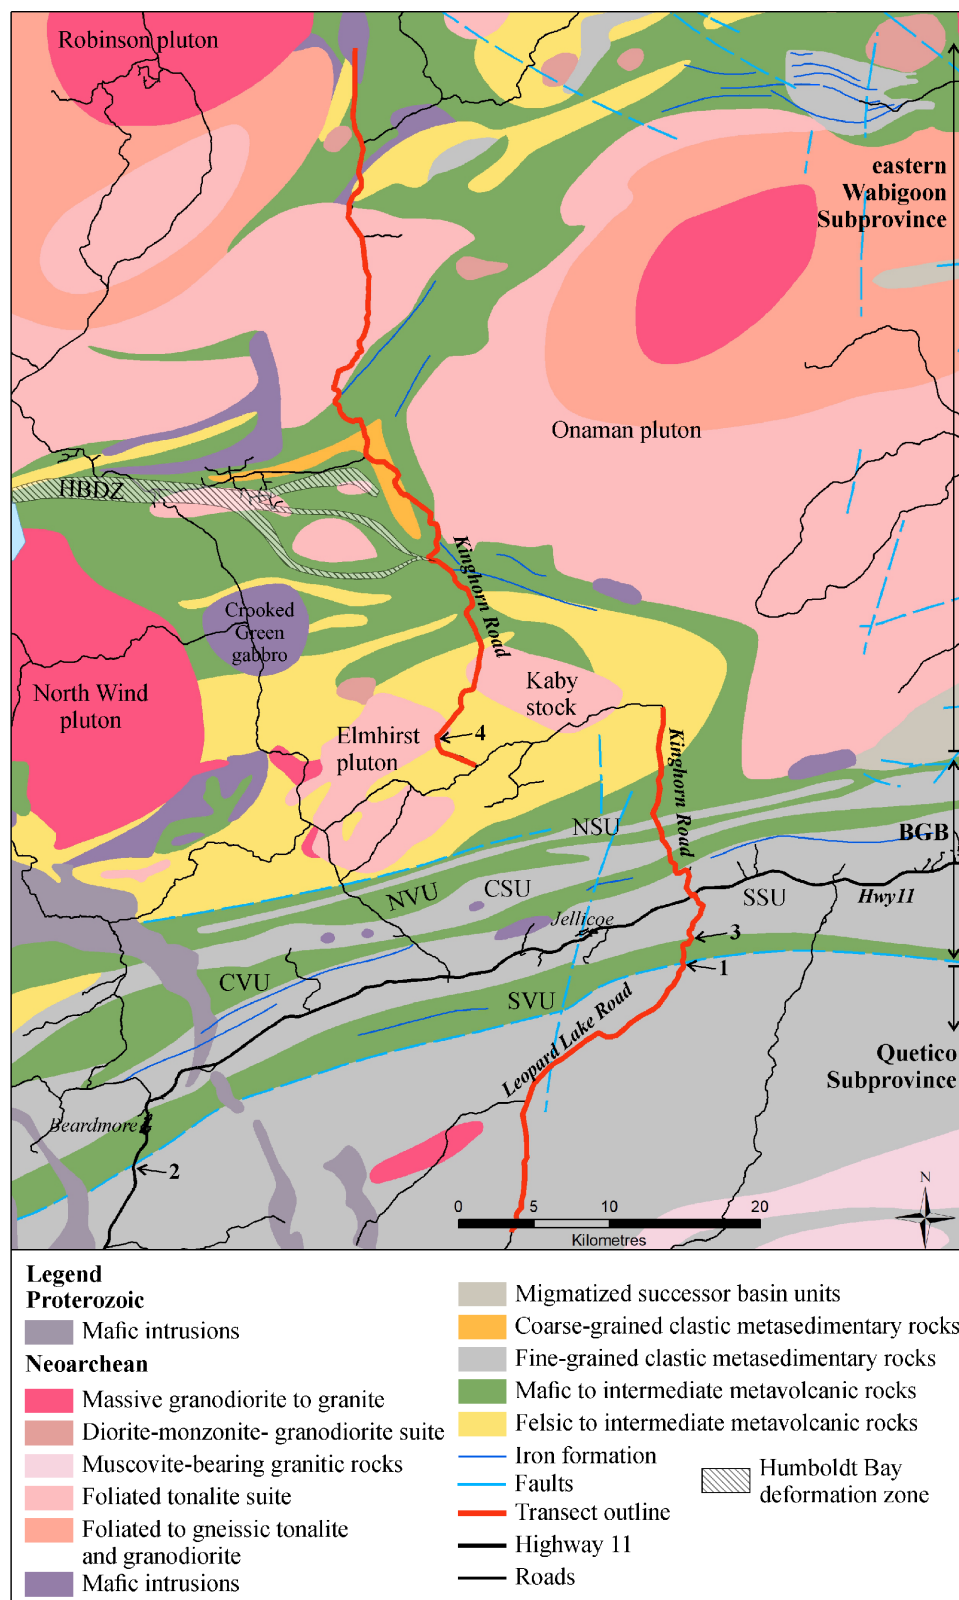 Robinson pluton
eastern
Wabigoon
Subprovince
Onaman pluton
HBDZ
Kinghorn Road
Crooked
Green
gabbro
North Wind
pluton
Kaby
stock
Elmhirst
pluton
4
Kinghorn Road
NSU
BGB
NVU
CSU
SSU
Hwy11
Jellicoe
3
1
CVU
SVU
Leopard Lake Road
Quetico
Subprovince
Beardmore
2
N
0 5 10 20
Kilometres
Legend
Proterozoic
Mafic intrusions
Neoarchean
Massive granodiorite to granite
Diorite-monzonite- granodiorite suite
Muscovite-bearing granitic rocks
Foliated tonalite suite
Foliated to gneissic tonalite
and granodiorite
Mafic intrusions
Migmatized successor basin units
Coarse-grained clastic metasedimentary rocks
Fine-grained clastic metasedimentary rocks
Mafic to intermediate metavolcanic rocks
Felsic to intermediate metavolcanic rocks
Iron formation
Faults
Transect outline
Highway 11
Roads
Humboldt Bay
deformation zone